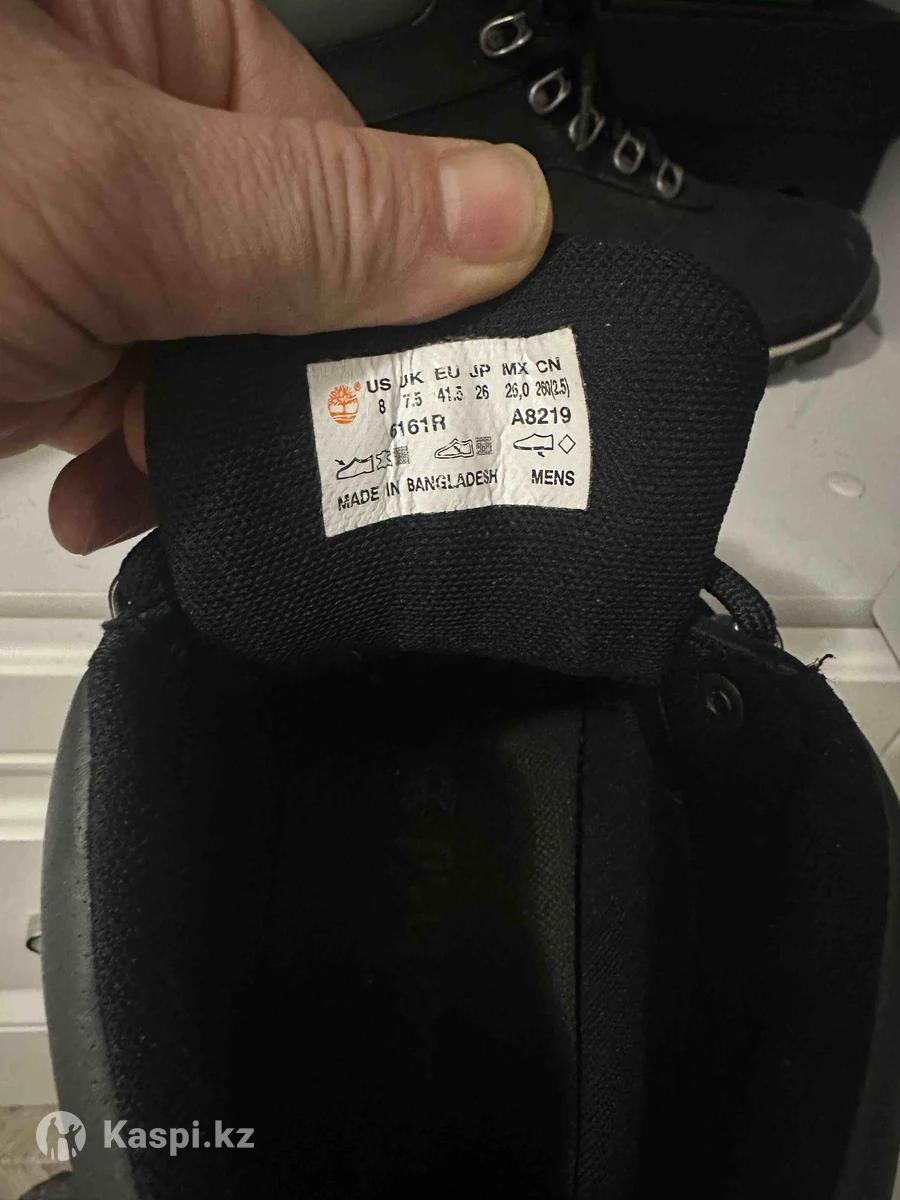 US UK EU JP MX CN
8 7.5 41.5 26 26,0 260(2.5)
6161R A8219
MADE IN BANGLADESH MENS
Kaspi.kz